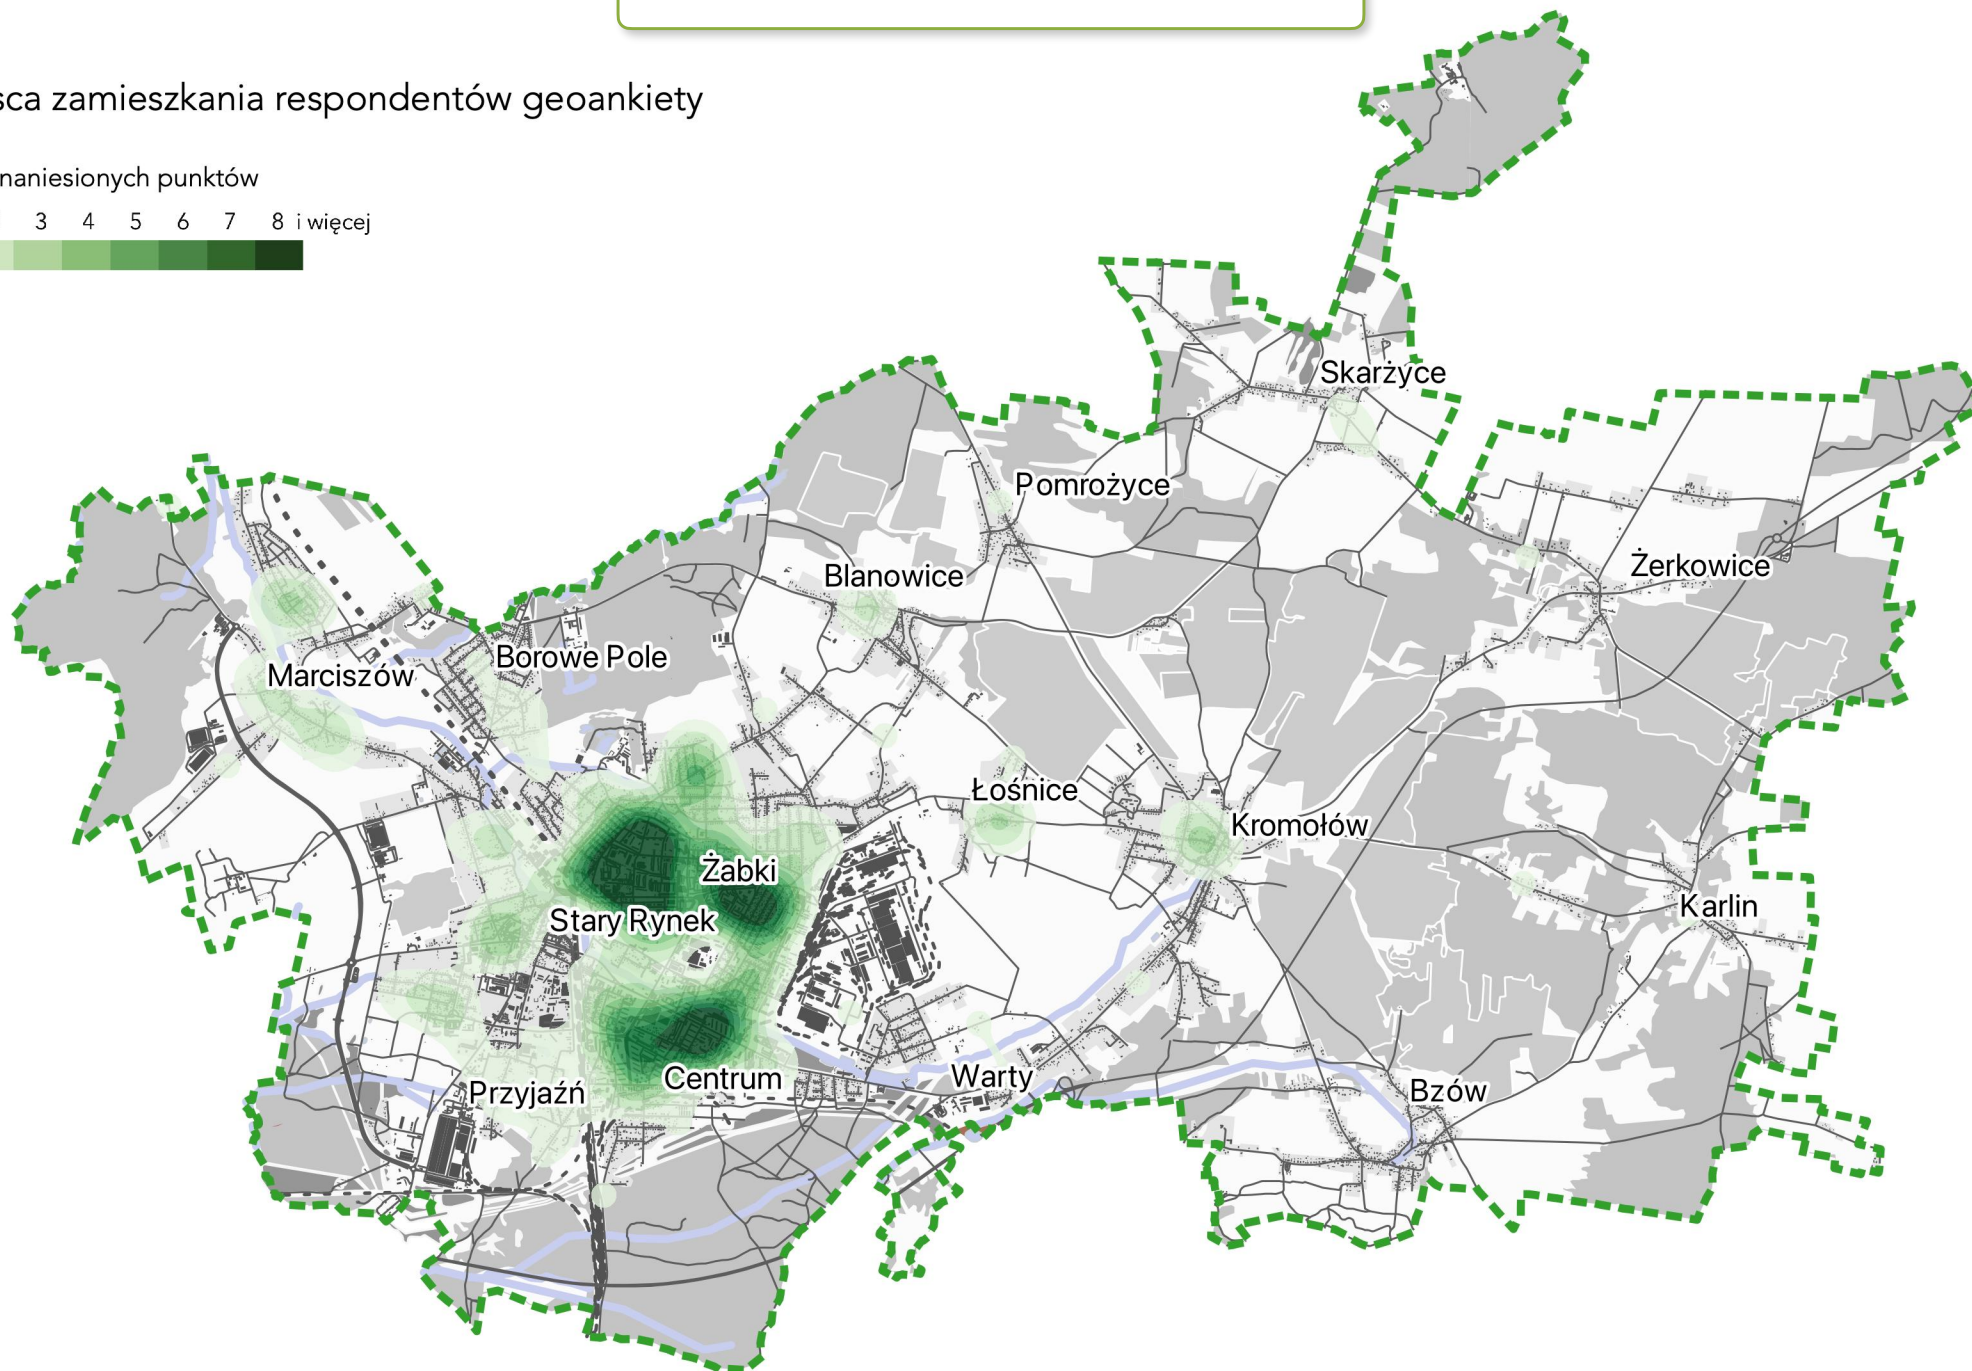 sca zamieszkania respondentów geoankiety
naniesionych punktów
3 4 5 6 7 8 i więcej
Skarżyce
Pomrożyce
Żerkowice
Blanowice
Borowe Pole
Marciszów
Łośnice
Kromołów
Żabki
Karlin
Stary Rynek
Warty
Centrum
Przyjaźń
Bzów